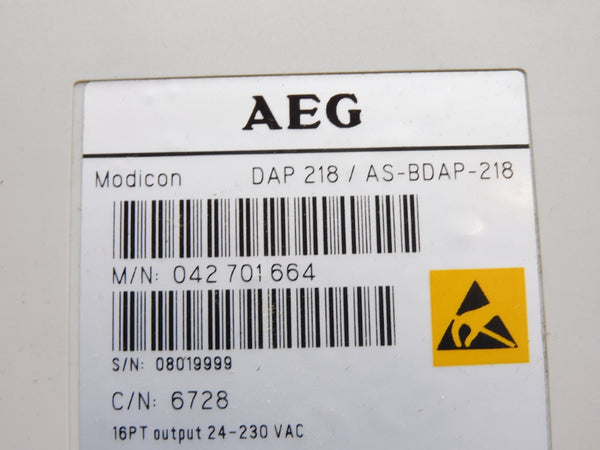 AEG
Modicon DAP 218 / AS-BDAP-218
M/N: 042 701 664
S/N: 08019999
C/N: 6728
16PT output 24-230 VAC